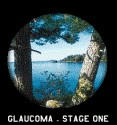 GLAUCOMA . STAGE ONE